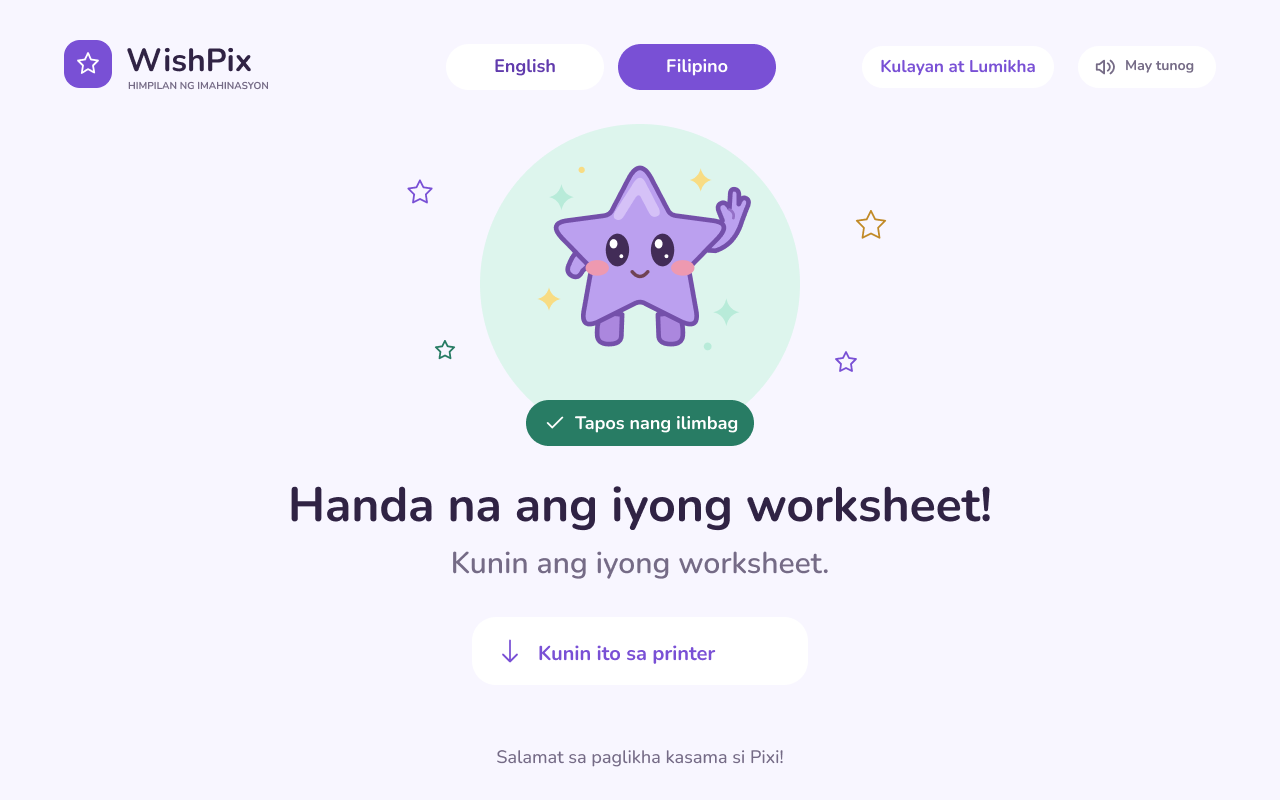 WishPix
HIMPILAN NG IMAHINASYON
English
Filipino
Kulayan at Lumikha
May tunog
Tapos nang ilimbag
Handa na ang iyong worksheet!
Kunin ang iyong worksheet.
Kunin ito sa printer
Salamat sa paglikha kasama si Pixi!